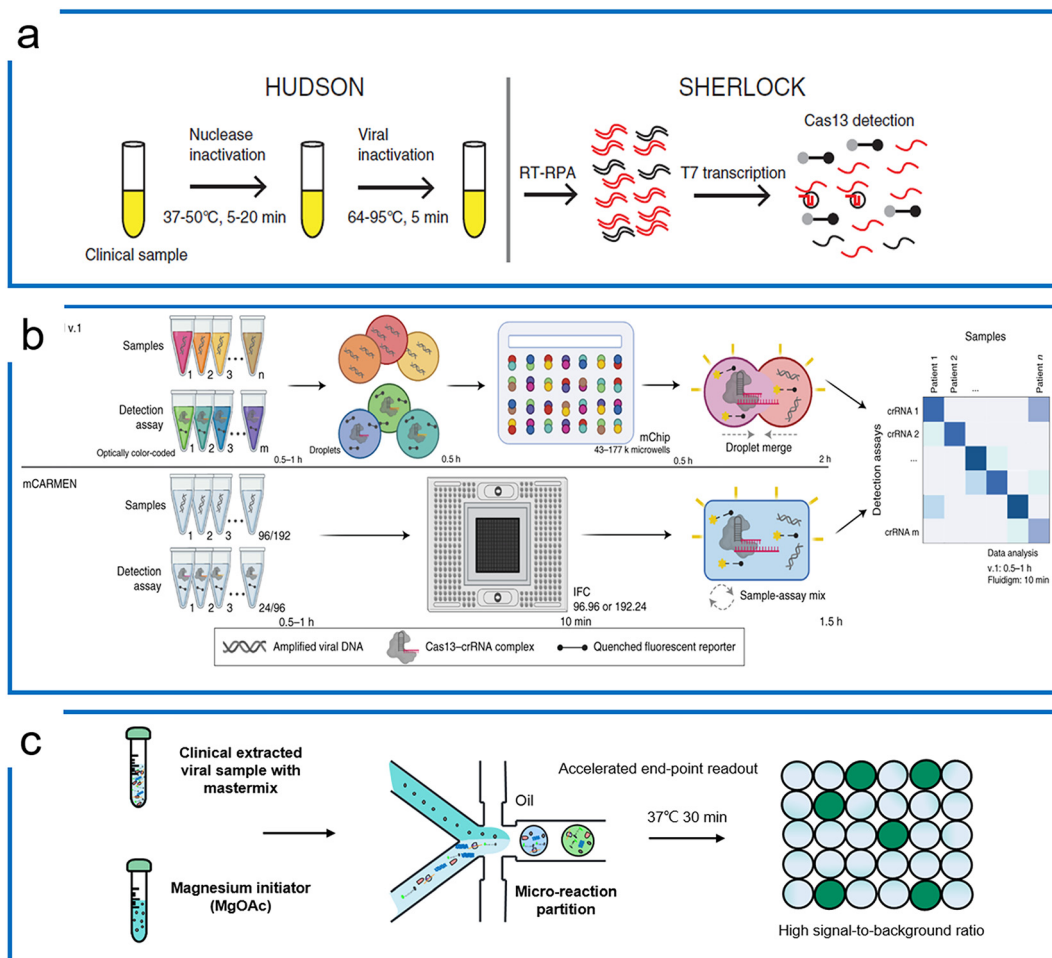 a
HUDSON
SHERLOCK
Nuclease
inactivation
37-50℃, 5-20 min
Viral
inactivation
64-95℃, 5 min
Clinical sample
RT-RPA
T7 transcription
Cas13 detection
b
v.1
Samples
1 2 3 ... n
Detection
assay
1 2 3 ... m
Optically color-coded
0.5–1 h
Droplets
0.5 h
mChip
43–177 k microwells
0.5 h
Droplet merge
2 h
mCARMEN
Samples
1 2 3 ... 96/192
Detection
assay
1 2 3 ... 24/96
0.5–1 h
IFC
96.96 or 192.24
10 min
Sample-assay mix
1.5 h
Amplified viral DNA
Cas13–crRNA complex
Quenched fluorescent reporter
Samples
Patient 1
Patient 2
...
Patient n
Detection assays
crRNA 1
crRNA 2
...
crRNA m
Data analysis
v.1: 0.5–1 h
Fluidigm: 10 min
c
Clinical extracted
viral sample with
mastermix
Magnesium initiator
(MgOAc)
Oil
Micro-reaction
partition
Accelerated end-point readout
37℃ 30 min
High signal-to-background ratio